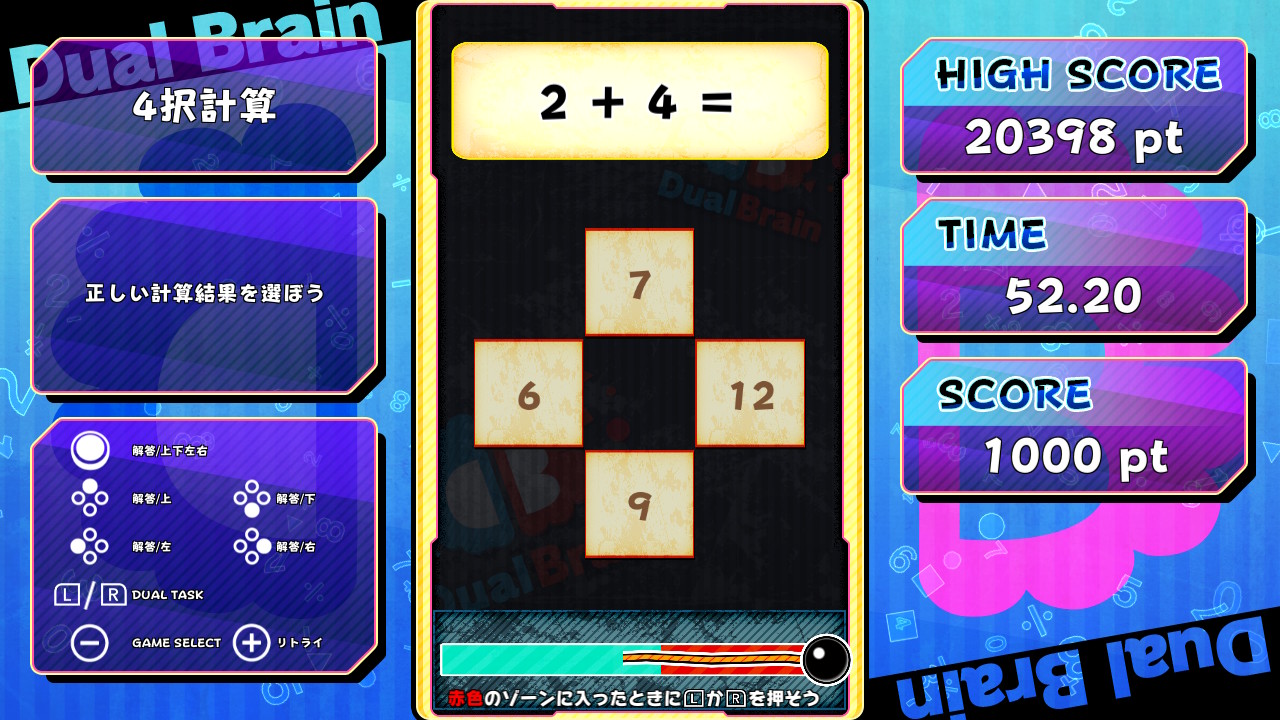 Dual Brain
4択計算
正しい計算結果を選ぼう
解答/上下左右
解答/上
解答/下
解答/左
解答/右
L/R DUAL TASK
GAME SELECT
リトライ
2 + 4 =
Dual Brain
7
6
12
9
Dual Brain
赤色のゾーンに入ったときにLかRを押そう
HIGH SCORE
20398 pt
TIME
52.20
SCORE
1000 pt
Dual Brain